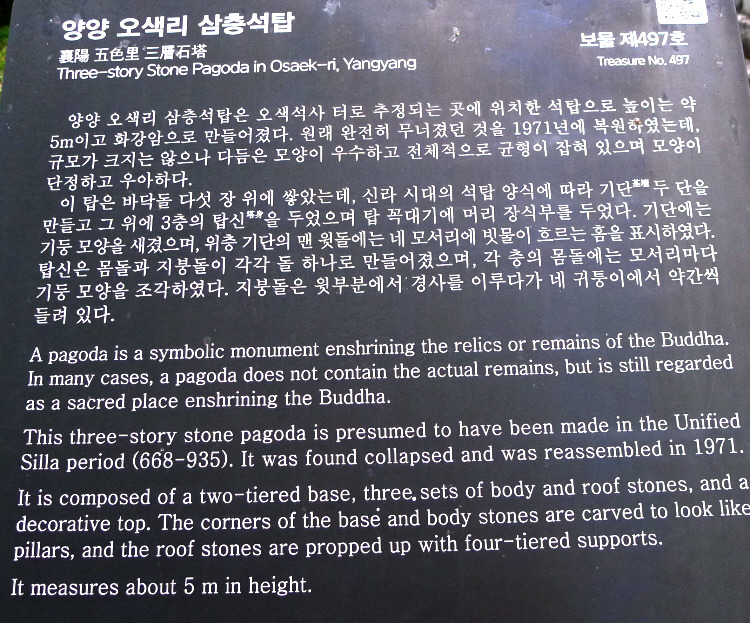 양양 오색리 삼층석탑
襄陽 五色里 三層石塔
Three-story Stone Pagoda in Osaek-ri, Yangyang
보물 제497호
Treasure No. 497
양양 오색리 삼층석탑은 오색석사 터로 추정되는 곳에 위치한 석탑으로 높이는 약
5m이고 화강암으로 만들어졌다. 원래 완전히 무너졌던 것을 1971년에 복원하였는데,
규모가 크지는 않으나 다듬은 모양이 우수하고 전체적으로 균형이 잡혀 있으며 모양이
단정하고 우아하다.
이 탑은 바닥돌 다섯 장 위에 쌓았는데, 신라 시대의 석탑 양식에 따라 기단基壇 두 단을
만들고 그 위에 3층의 탑신塔身을 두었으며 탑 꼭대기에 머리 장식부를 두었다. 기단에는
기둥 모양을 새겼으며, 위층 기단의 맨 윗돌에는 네 모서리에 빗물이 흐르는 홈을 표시하였다.
탑신은 몸돌과 지붕돌이 각각 돌 하나로 만들어졌으며, 각 층의 몸돌에는 모서리마다
기둥 모양을 조각하였다. 지붕돌은 윗부분에서 경사를 이루다가 네 귀퉁이에서 약간씩
들려 있다.
A pagoda is a symbolic monument enshrining the relics or remains of the Buddha.
In many cases, a pagoda does not contain the actual remains, but is still regarded
as a sacred place enshrining the Buddha.
This three-story stone pagoda is presumed to have been made in the Unified
Silla period (668-935). It was found collapsed and was reassembled in 1971.
It is composed of a two-tiered base, three sets of body and roof stones, and a
decorative top. The corners of the base and body stones are carved to look like
pillars, and the roof stones are propped up with four-tiered supports.
It measures about 5 m in height.